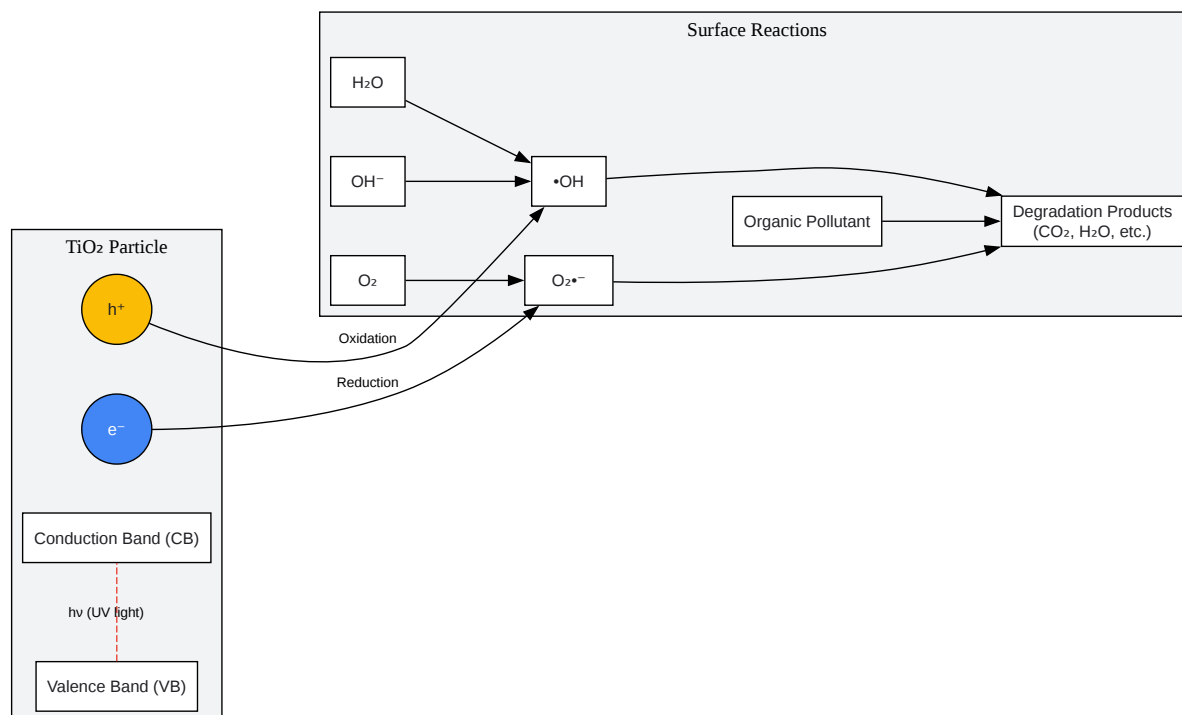 Surface Reactions
H₂O
OH⁻
•OH
Organic Pollutant
Degradation Products
(CO₂, H₂O, etc.)
O₂
O₂•⁻
TiO₂ Particle
h⁺
Oxidation
Reduction
e⁻
Conduction Band (CB)
hν (UV light)
Valence Band (VB)